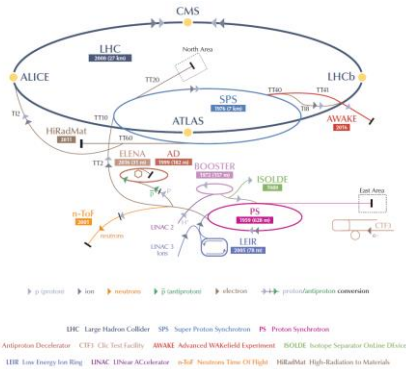 CMS
LHC
2008 (27 km)
North Area
ALICE
TT20
LHCb
TT40
TT41
SPS
1976 (7 km)
TI8
TI2
TT10
ATLAS
AWAKE
2016
HiRadMat
2011
TT60
ELENA
AD
1999 (182 m)
TT2
BOOSTER
1972 (157 m)
ISOLDE
1989
East Area
n-ToF
2001
PS
1959 (628 m)
LINAC 2
neutrons
CTF3
LINAC 3
Ions
LEIR
2005 (78 m)
p (proton)
ion
neutrons
p̄ (antiproton)
electron
proton/antiproton conversion
LHC Large Hadron Collider SPS Super Proton Synchrotron PS Proton Synchrotron
Antiproton Decelerator CTF3 Clic Test Facility AWAKE Advanced WAKefield Experiment ISOLDE Isotope Separator OnLine DEvice
LEIR Low Energy Ion Ring LINAC LINear ACcelerator n-ToF Neutrons Time Of Flight HiRadMat High-Radiation to Materials